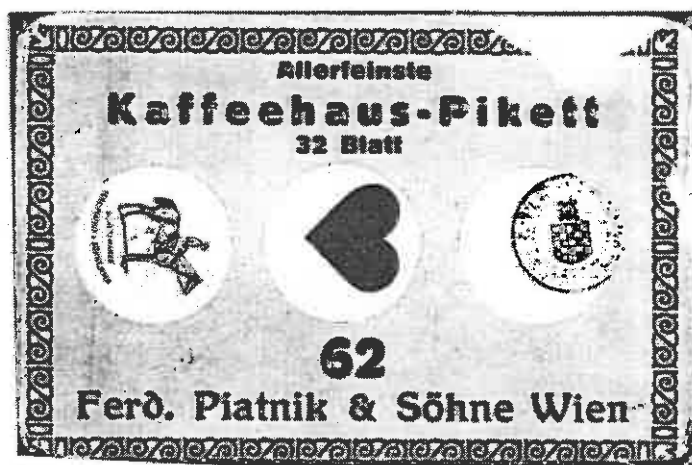 Allerfeinste
Kaffeehaus-Pikett
32 Blatt
62
Ferd. Piatnik & Söhne Wien